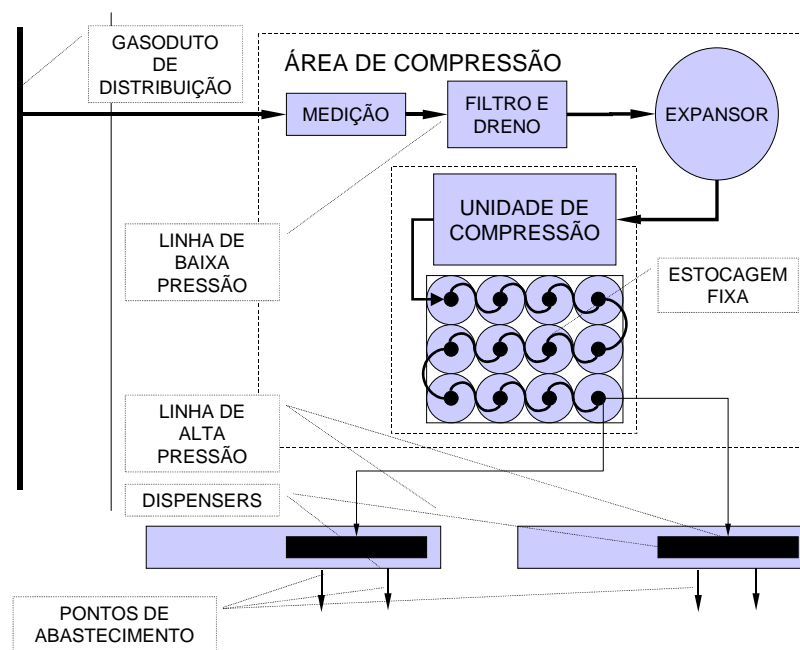 GASODUTO
DE
DISTRIBUIÇÃO
ÁREA DE COMPRESSÃO
MEDIÇÃO
FILTRO E
DRENO
EXPANSOR
UNIDADE DE
COMPRESSÃO
LINHA DE
BAIXA
PRESSÃO
ESTOCAGEM
FIXA
LINHA DE
ALTA
PRESSÃO
DISPENSERS
PONTOS DE
ABASTECIMENTO